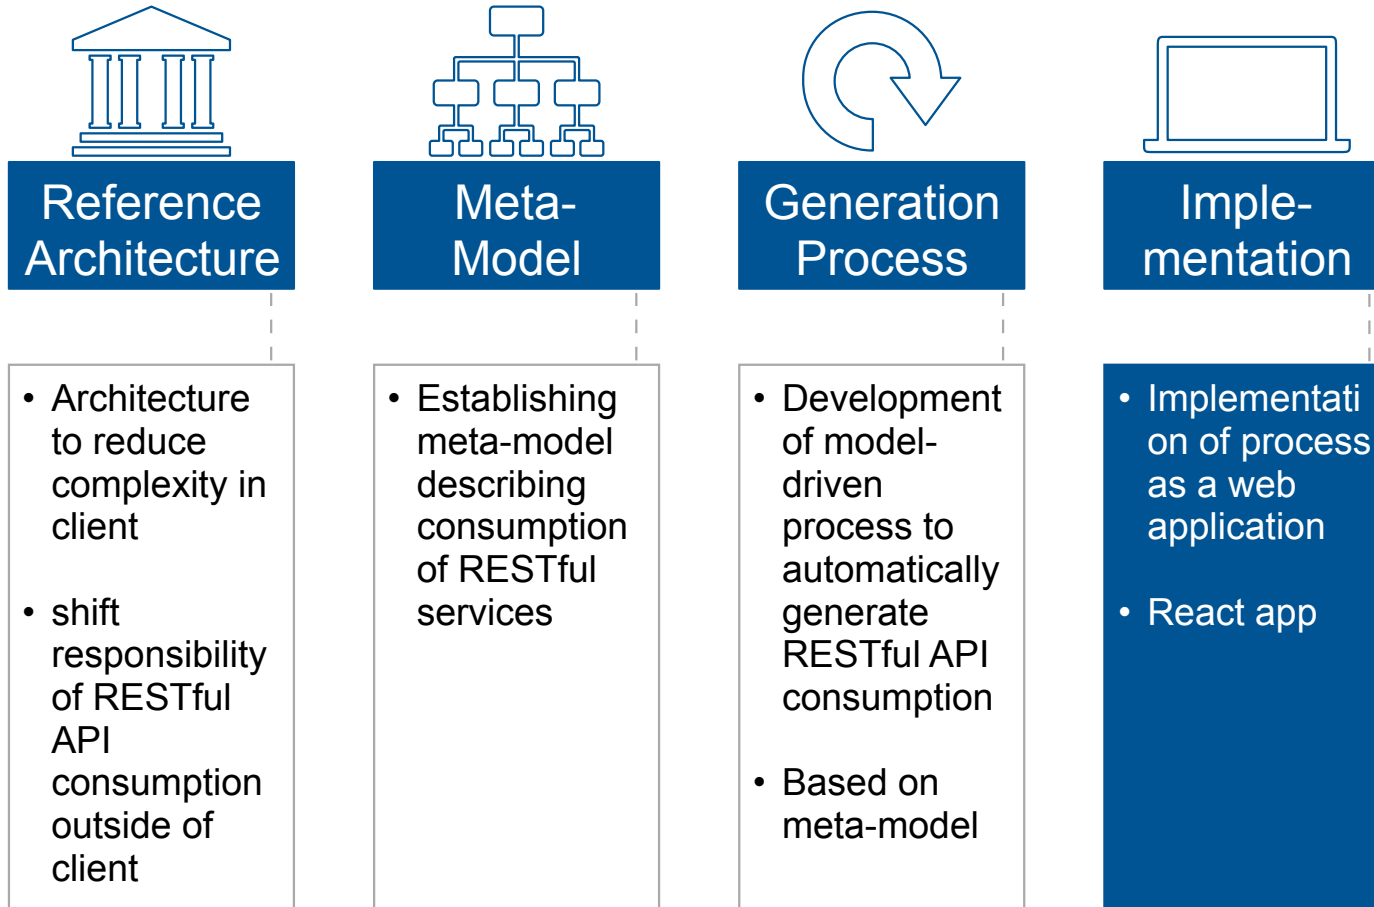 Reference
Architecture
Meta-
Model
Generation
Process
Imple-
mentation
• Architecture
to reduce
complexity in
client
• shift
responsibility
of RESTful
API
consumption
outside of
client
• Establishing
meta-model
describing
consumption
of RESTful
services
• Development
of model-
driven
process to
automatically
generate
RESTful API
consumption
• Based on
meta-model
• Implementati
on of process
as a web
application
• React app